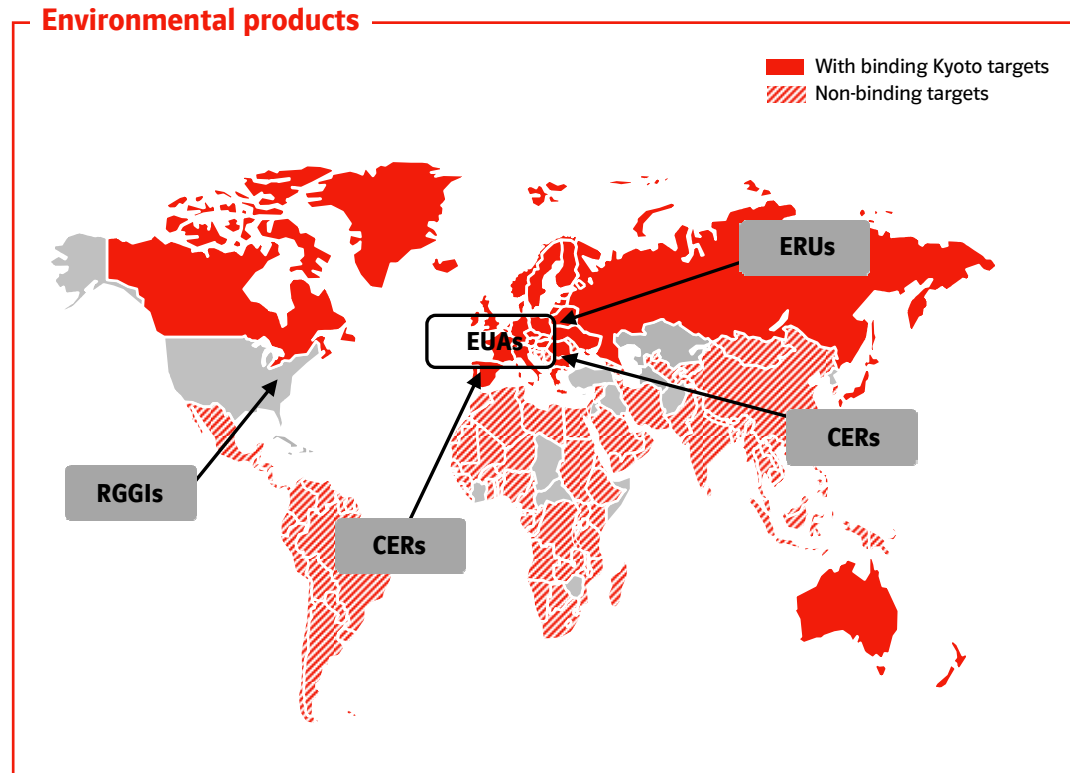 Environmental products
With binding Kyoto targets
Non-binding targets
ERUs
EUAs
CERs
RGGIs
CERs